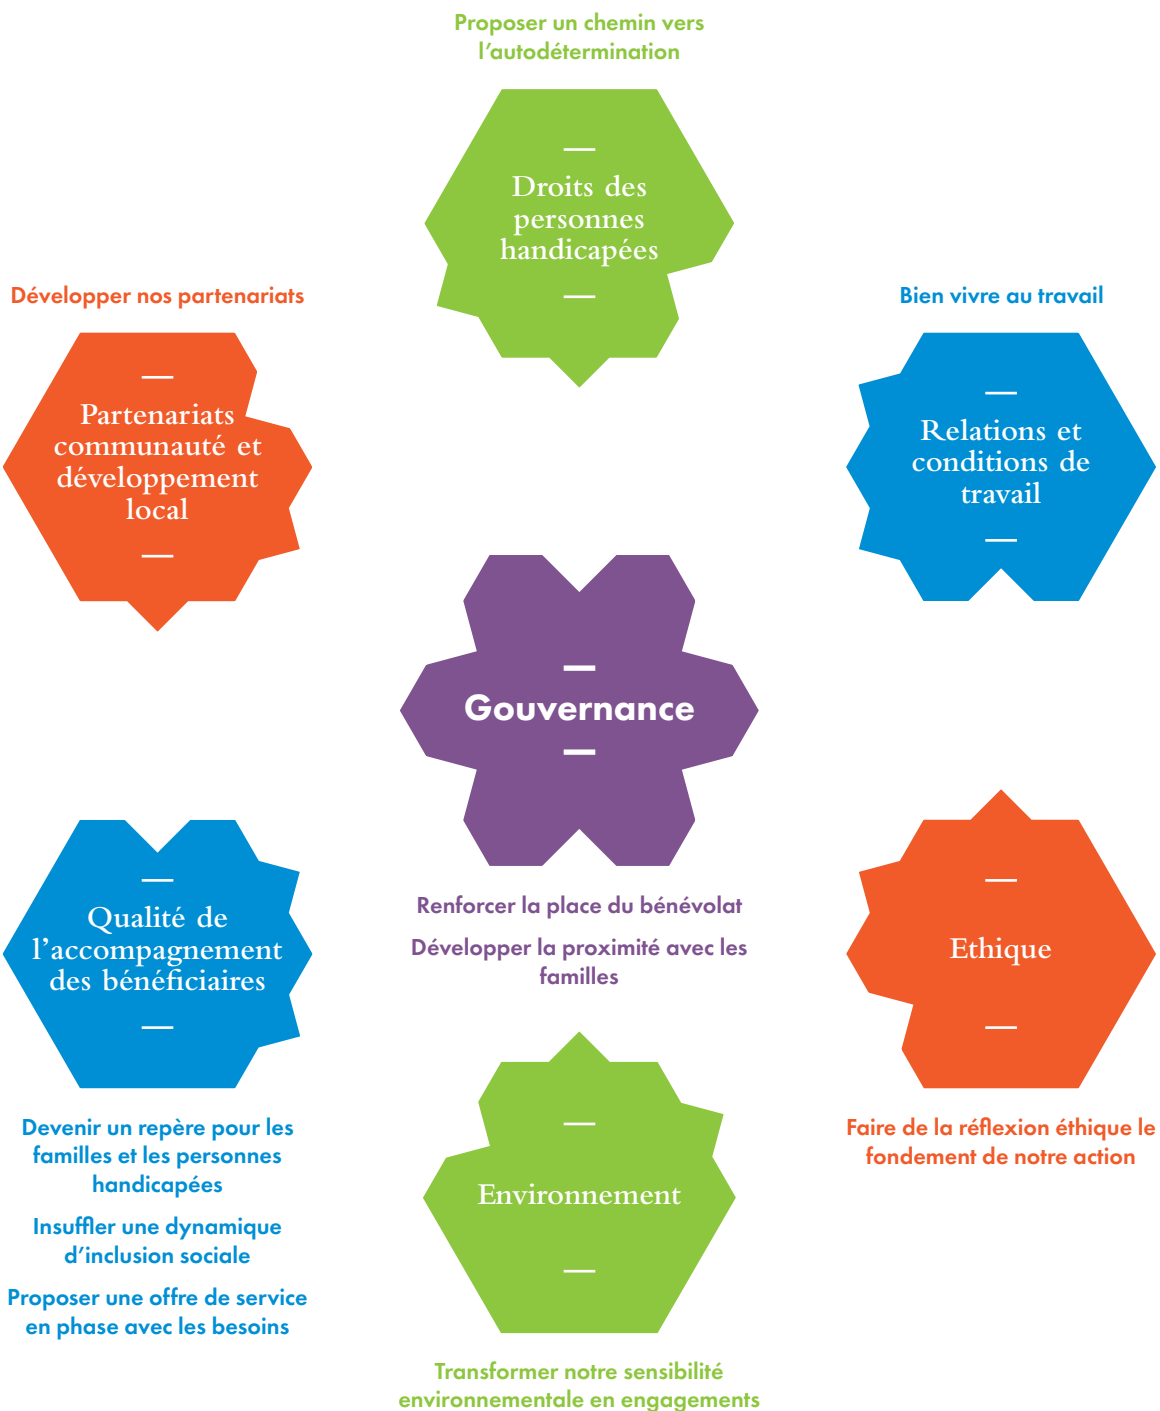 Proposer un chemin vers
l’autodétermination
Droits des
personnes
handicapées
Développer nos partenariats
Partenariats
communauté et
développement
local
Bien vivre au travail
Relations et
conditions de
travail
Gouvernance
Renforcer la place du bénévolat
Développer la proximité avec les
familles
Qualité de
l’accompagnement
des bénéficiaires
Devenir un repère pour les
familles et les personnes
handicapées
Insuffler une dynamique
d’inclusion sociale
Proposer une offre de service
en phase avec les besoins
Ethique
Faire de la réflexion éthique le
fondement de notre action
Environnement
Transformer notre sensibilité
environnementale en engagements